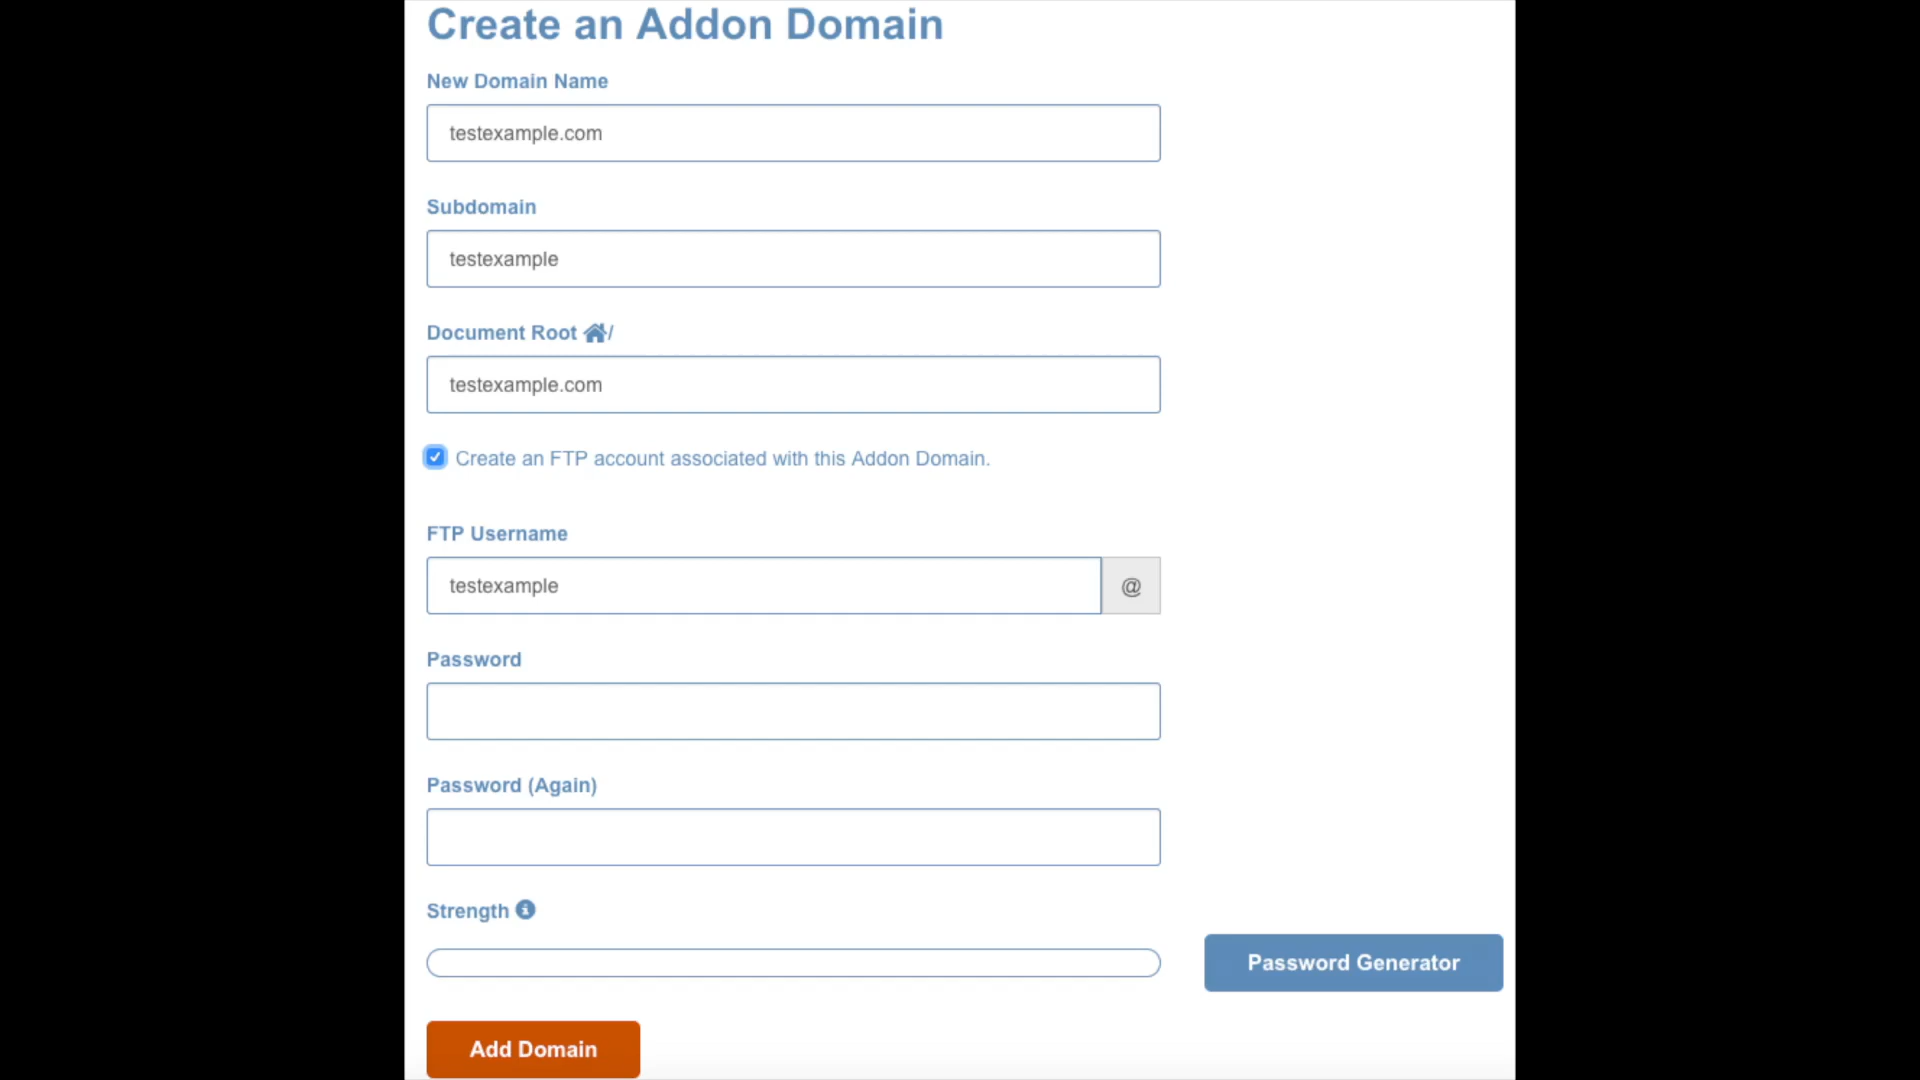 Create an Addon Domain
New Domain Name
testexample.com
Subdomain
testexample
Document Root /
testexample.com
Create an FTP account associated with this Addon Domain.
FTP Username
testexample
@
Password
Password (Again)
Strength
Password Generator
Add Domain